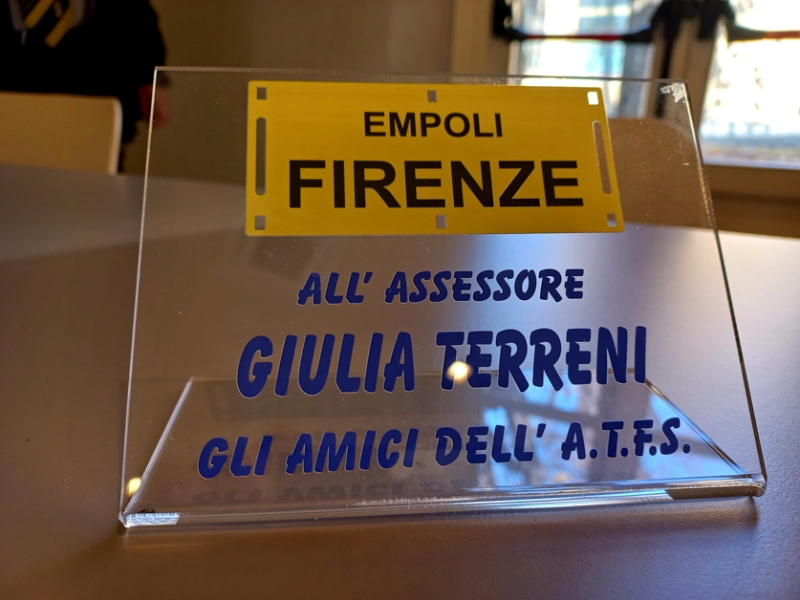 EMPOLI
FIRENZE
ALL' ASSESSORE
GIULIA TERRENI
GLI AMICI DELL' A.T.F.S.